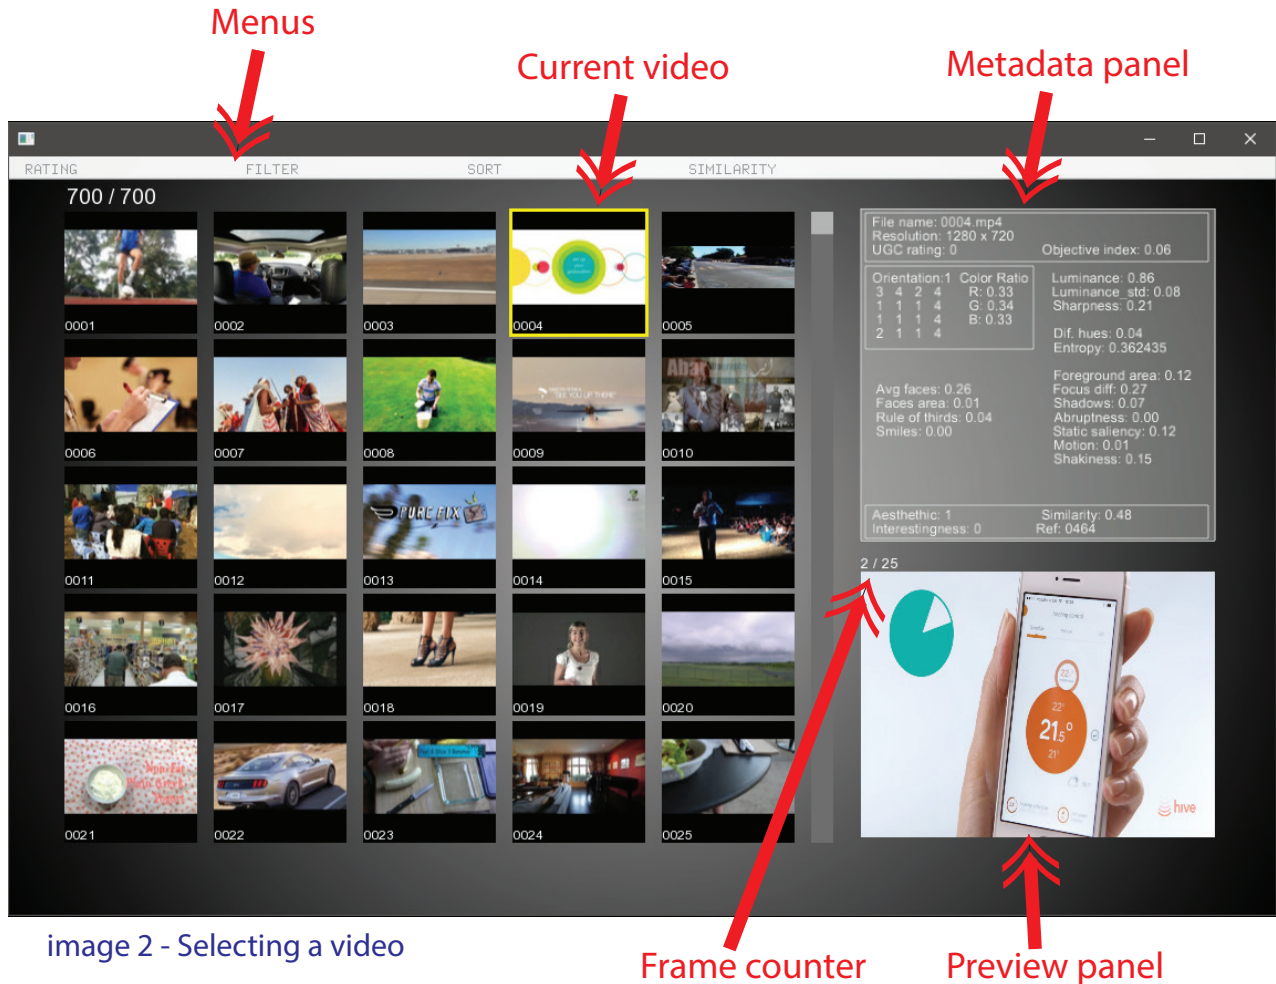 Menus
Current video
Metadata panel
RATING FILTER SORT SIMILARITY
700 / 700
0001 0002 0003 0004 0005
0006 0007 0008 0009 0010
0011 0012 0013 0014 0015
0016 0017 0018 0019 0020
0021 0022 0023 0024 0025
PURE FIX
File name: 0004.mp4
Resolution: 1280 x 720
UGC rating: 0 Objective index: 0.06
Orientation:1 Color Ratio
3 4 2 4 R: 0.33
1 1 1 4 G: 0.34
1 1 1 4 B: 0.33
2 1 1 4
Luminance: 0.86
Luminance_std: 0.08
Sharpness: 0.21
Dif. hues: 0.04
Entropy: 0.362435
Avg faces: 0.26
Faces area: 0.01
Rule of thirds: 0.04
Smiles: 0.00
Foreground area: 0.12
Focus diff: 0.27
Shadows: 0.07
Abruptness: 0.00
Static saliency: 0.12
Motion: 0.01
Shakiness: 0.15
Aesthethic: 1 Similarity: 0.48
Interestingness: 0 Ref: 0464
2 / 25
22°
21.5°
21°
hive
image 2 - Selecting a video
Frame counter
Preview panel